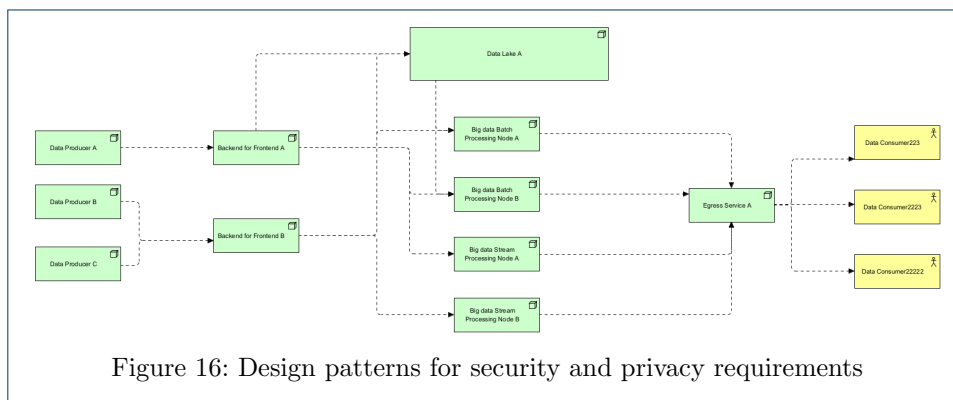 Data Lake A
Big data Batch
Processing Node A
Data Producer A
Backend for Frontend A
Data Consumer223
Data Producer B
Big data Batch
Processing Node B
Egress Service A
Data Consumer2223
Backend for Frontend B
Data Producer C
Big data Stream
Processing Node A
Data Consumer22222
Big data Stream
Processing Node B
Figure 16: Design patterns for security and privacy requirements